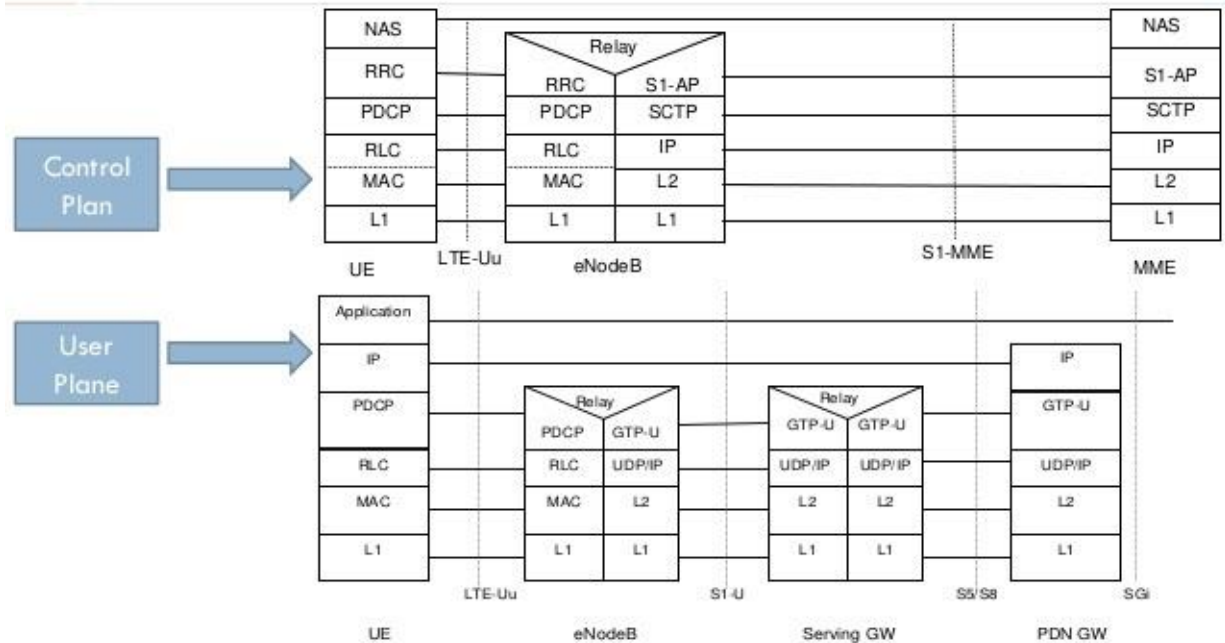 NAS NAS
Relay
RRC RRC S1-AP S1-AP
PDCP PDCP SCTP SCTP
Control
Plan
RLC RLC IP IP
MAC MAC L2 L2
L1 L1 L1 L1
LTE-Uu S1-MME
UE eNodeB MME
Application
User
Plane
IP IP
Relay Relay
PDCP GTP-U
PDCP GTP-U GTP-U GTP-U
RLC RLC UDP/IP UDP/IP UDP/IP UDP/IP
MAC MAC L2 L2 L2 L2
L1 L1 L1 L1 L1 L1
LTE-Uu S1-U S5/S8 SGi
UE eNodeB Serving GW PDN GW